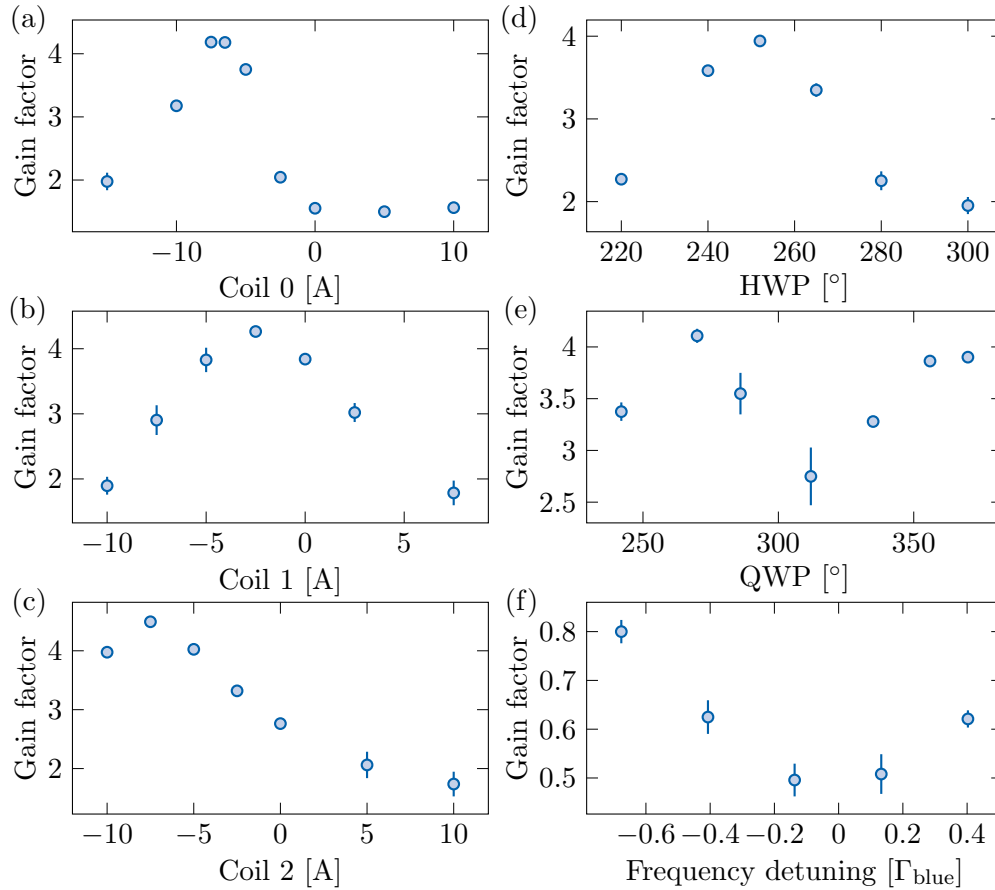 (a)
Gain factor
4
3
2
−10
0
10
Coil 0 [A]
(d)
Gain factor
4
3
2
220
240
260
280
300
HWP [°]
(b)
Gain factor
4
3
2
−10
−5
0
5
Coil 1 [A]
(e)
Gain factor
4
3.5
3
2.5
250
300
350
QWP [°]
(c)
Gain factor
4
3
2
−10
−5
0
5
10
Coil 2 [A]
(f)
Gain factor
0.8
0.7
0.6
0.5
−0.6
−0.4
−0.2
0
0.2
0.4
Frequency detuning [Γblue]